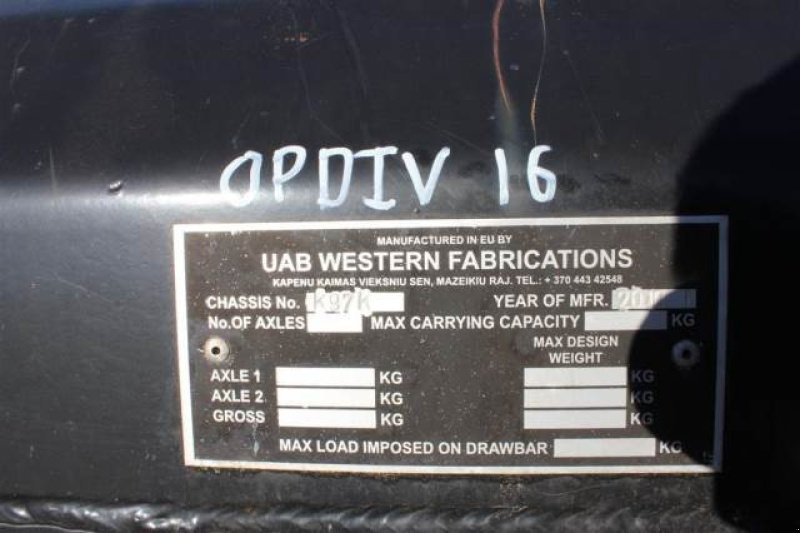 OPDIV 16
MANUFACTURED IN EU BY
UAB WESTERN FABRICATIONS
KAPENU KAIMAS VIEKSNIU SEN, MAZEIKIU RAJ. TEL.: + 370 443 42548
CHASSIS No. K97K YEAR OF MFR.
No.OF AXLES MAX CARRYING CAPACITY KG
MAX DESIGN
WEIGHT
AXLE 1 KG KG
AXLE 2 KG KG
GROSS KG KG
MAX LOAD IMPOSED ON DRAWBAR KG